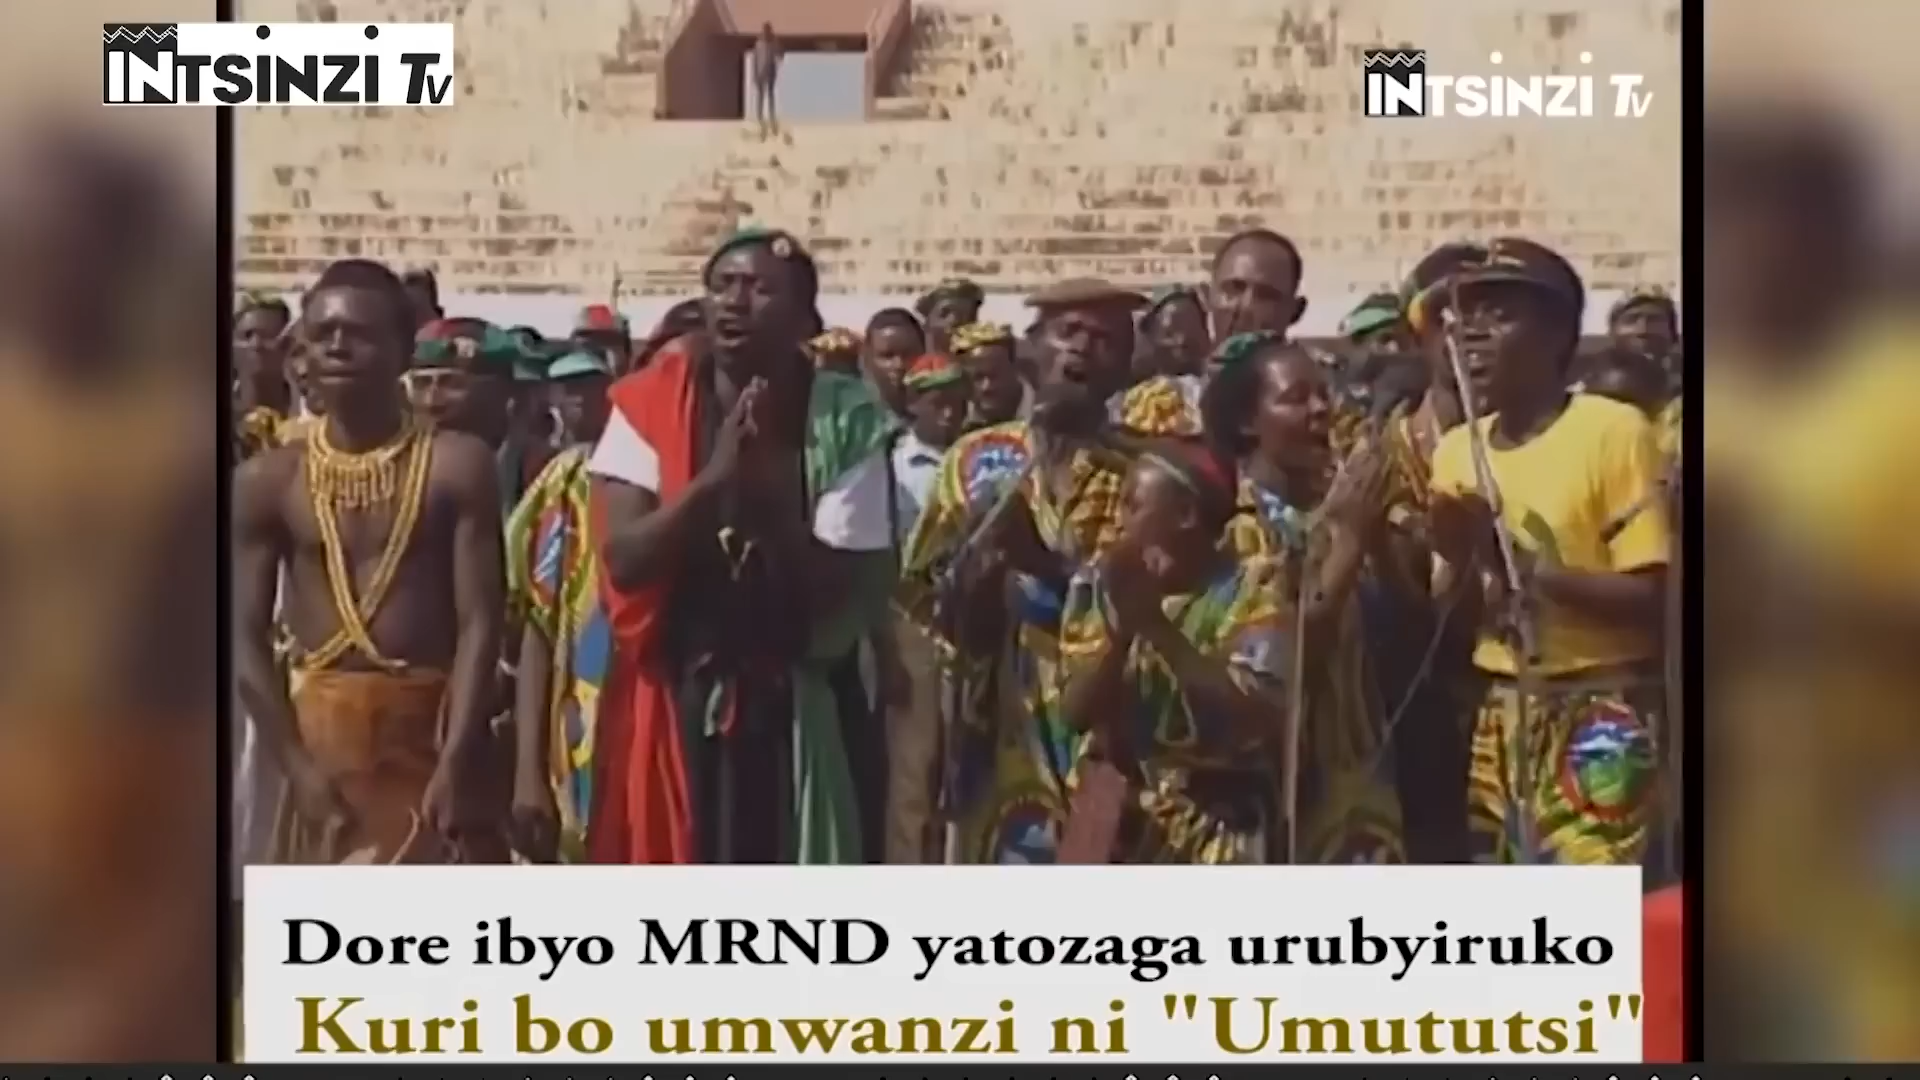 INTSINZI Tv
INTSINZI Tv
Dore ibyo MRND yatozaga urubyiruko
Kuri bo umwanzi ni "Umututsi"